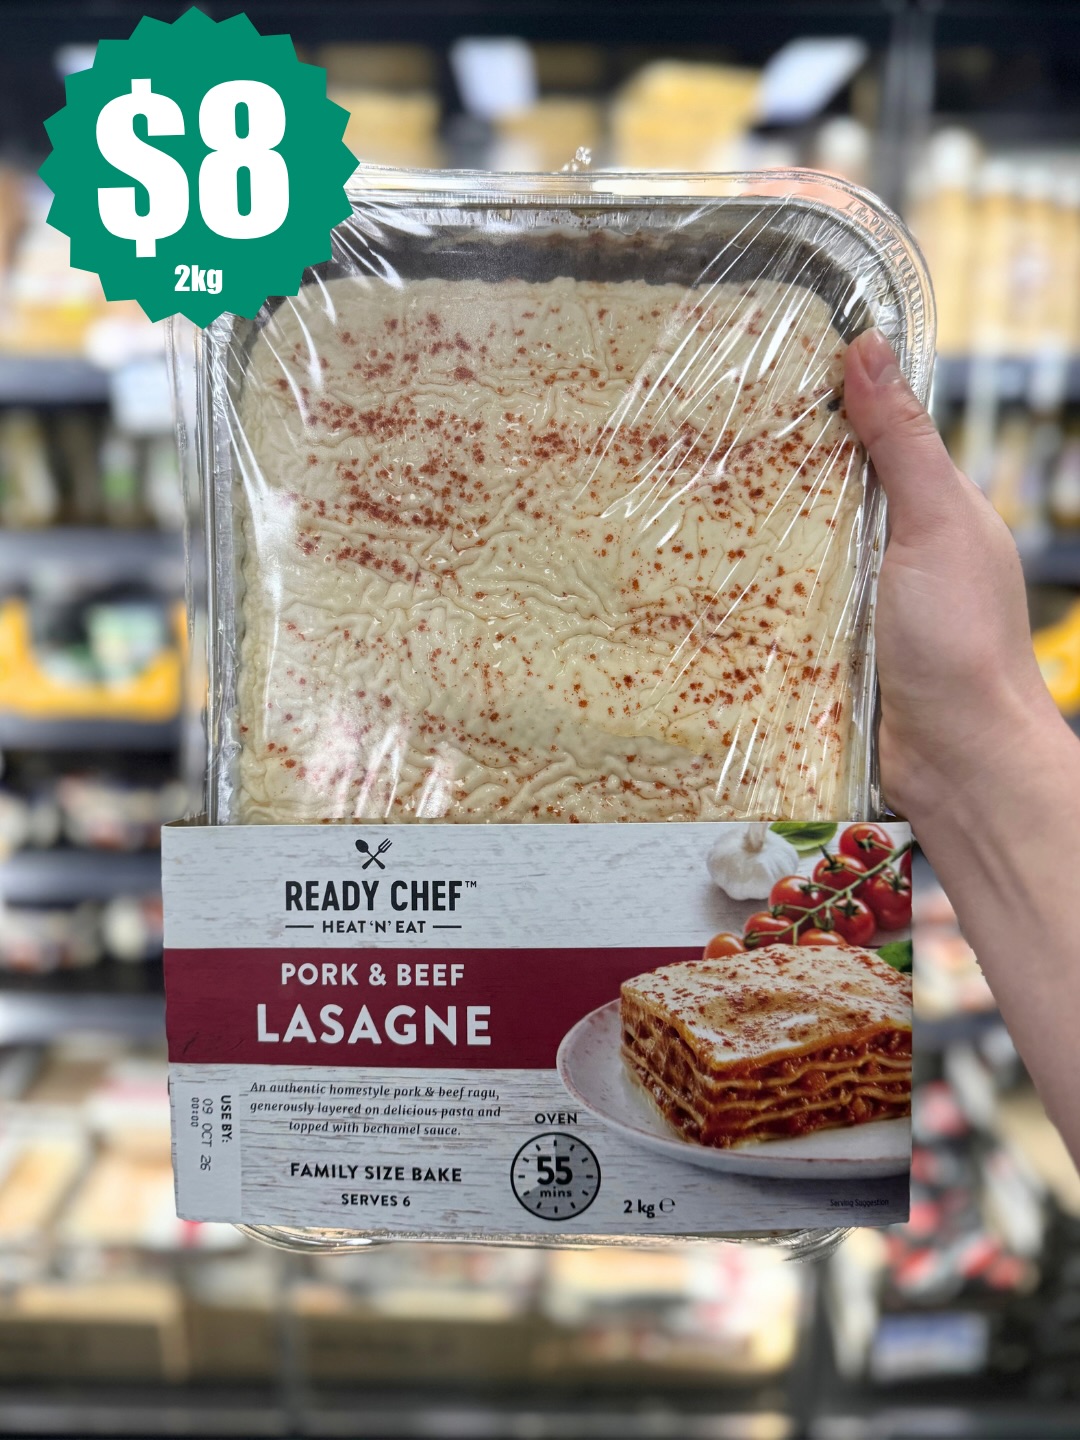 $8
2kg
READY CHEF™
HEAT 'N' EAT
PORK & BEEF
LASAGNE
An authentic homestyle pork & beef ragu,
generously layered on delicious pasta and
topped with bechamel sauce.
FAMILY SIZE BAKE
SERVES 6
OVEN
55
mins
2 kg ℮
Serving Suggestion
USE BY:
09 OCT 26
00:00